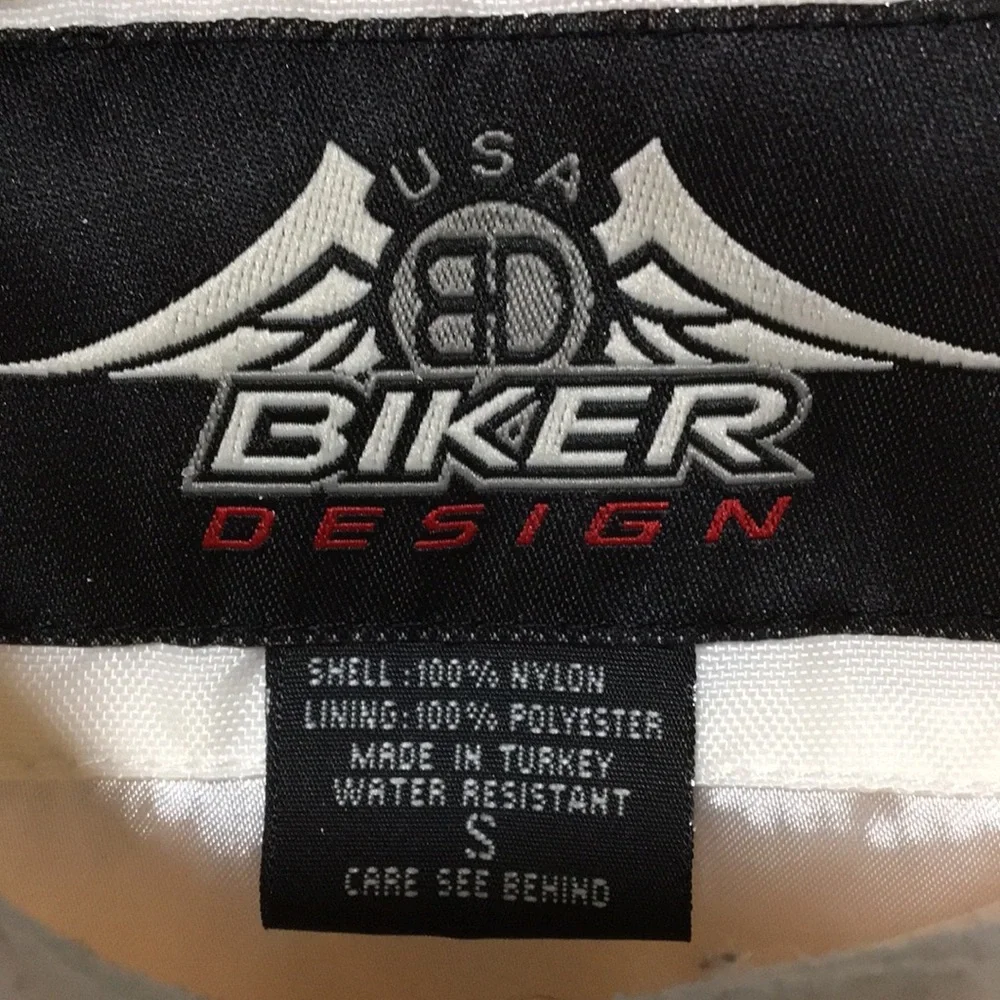 USA
BD
BIKER
DESIGN
SHELL:100% NYLON
LINING:100% POLYESTER
MADE IN TURKEY
WATER RESISTANT
S
CARE SEE BEHIND